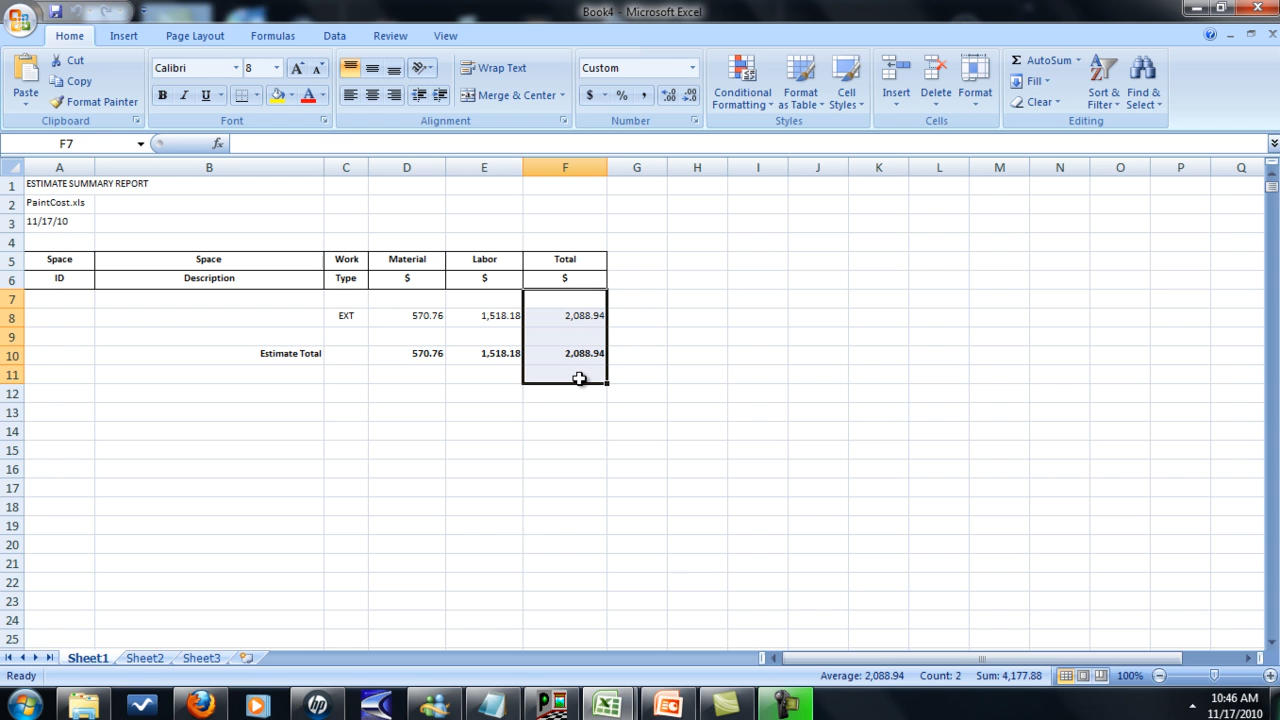 Book4 - Microsoft Excel
Home Insert Page Layout Formulas Data Review View
Cut
Copy
Format Painter
Paste
Clipboard
Calibri 8
B I U
Font
Wrap Text
Merge & Center
Alignment
Custom
$ % ,
Number
Conditional Formatting
Format as Table
Cell Styles
Styles
Insert Delete Format
Cells
AutoSum
Fill
Clear
Sort & Filter
Find & Select
Editing
F7 fx
A B C D E F G H I J K L M N O P Q
1 ESTIMATE SUMMARY REPORT
2 PaintCost.xls
3 11/17/10
4
5 Space Space Work Material Labor Total
6 ID Description Type $ $ $
7
8 EXT 570.76 1,518.18 2,088.94
9
10 Estimate Total 570.76 1,518.18 2,088.94
11
12
13
14
15
16
17
18
19
20
21
22
23
24
25
Sheet1 Sheet2 Sheet3
Ready Average: 2,088.94 Count: 2 Sum: 4,177.88 100%
hp
10:46 AM
11/17/2010